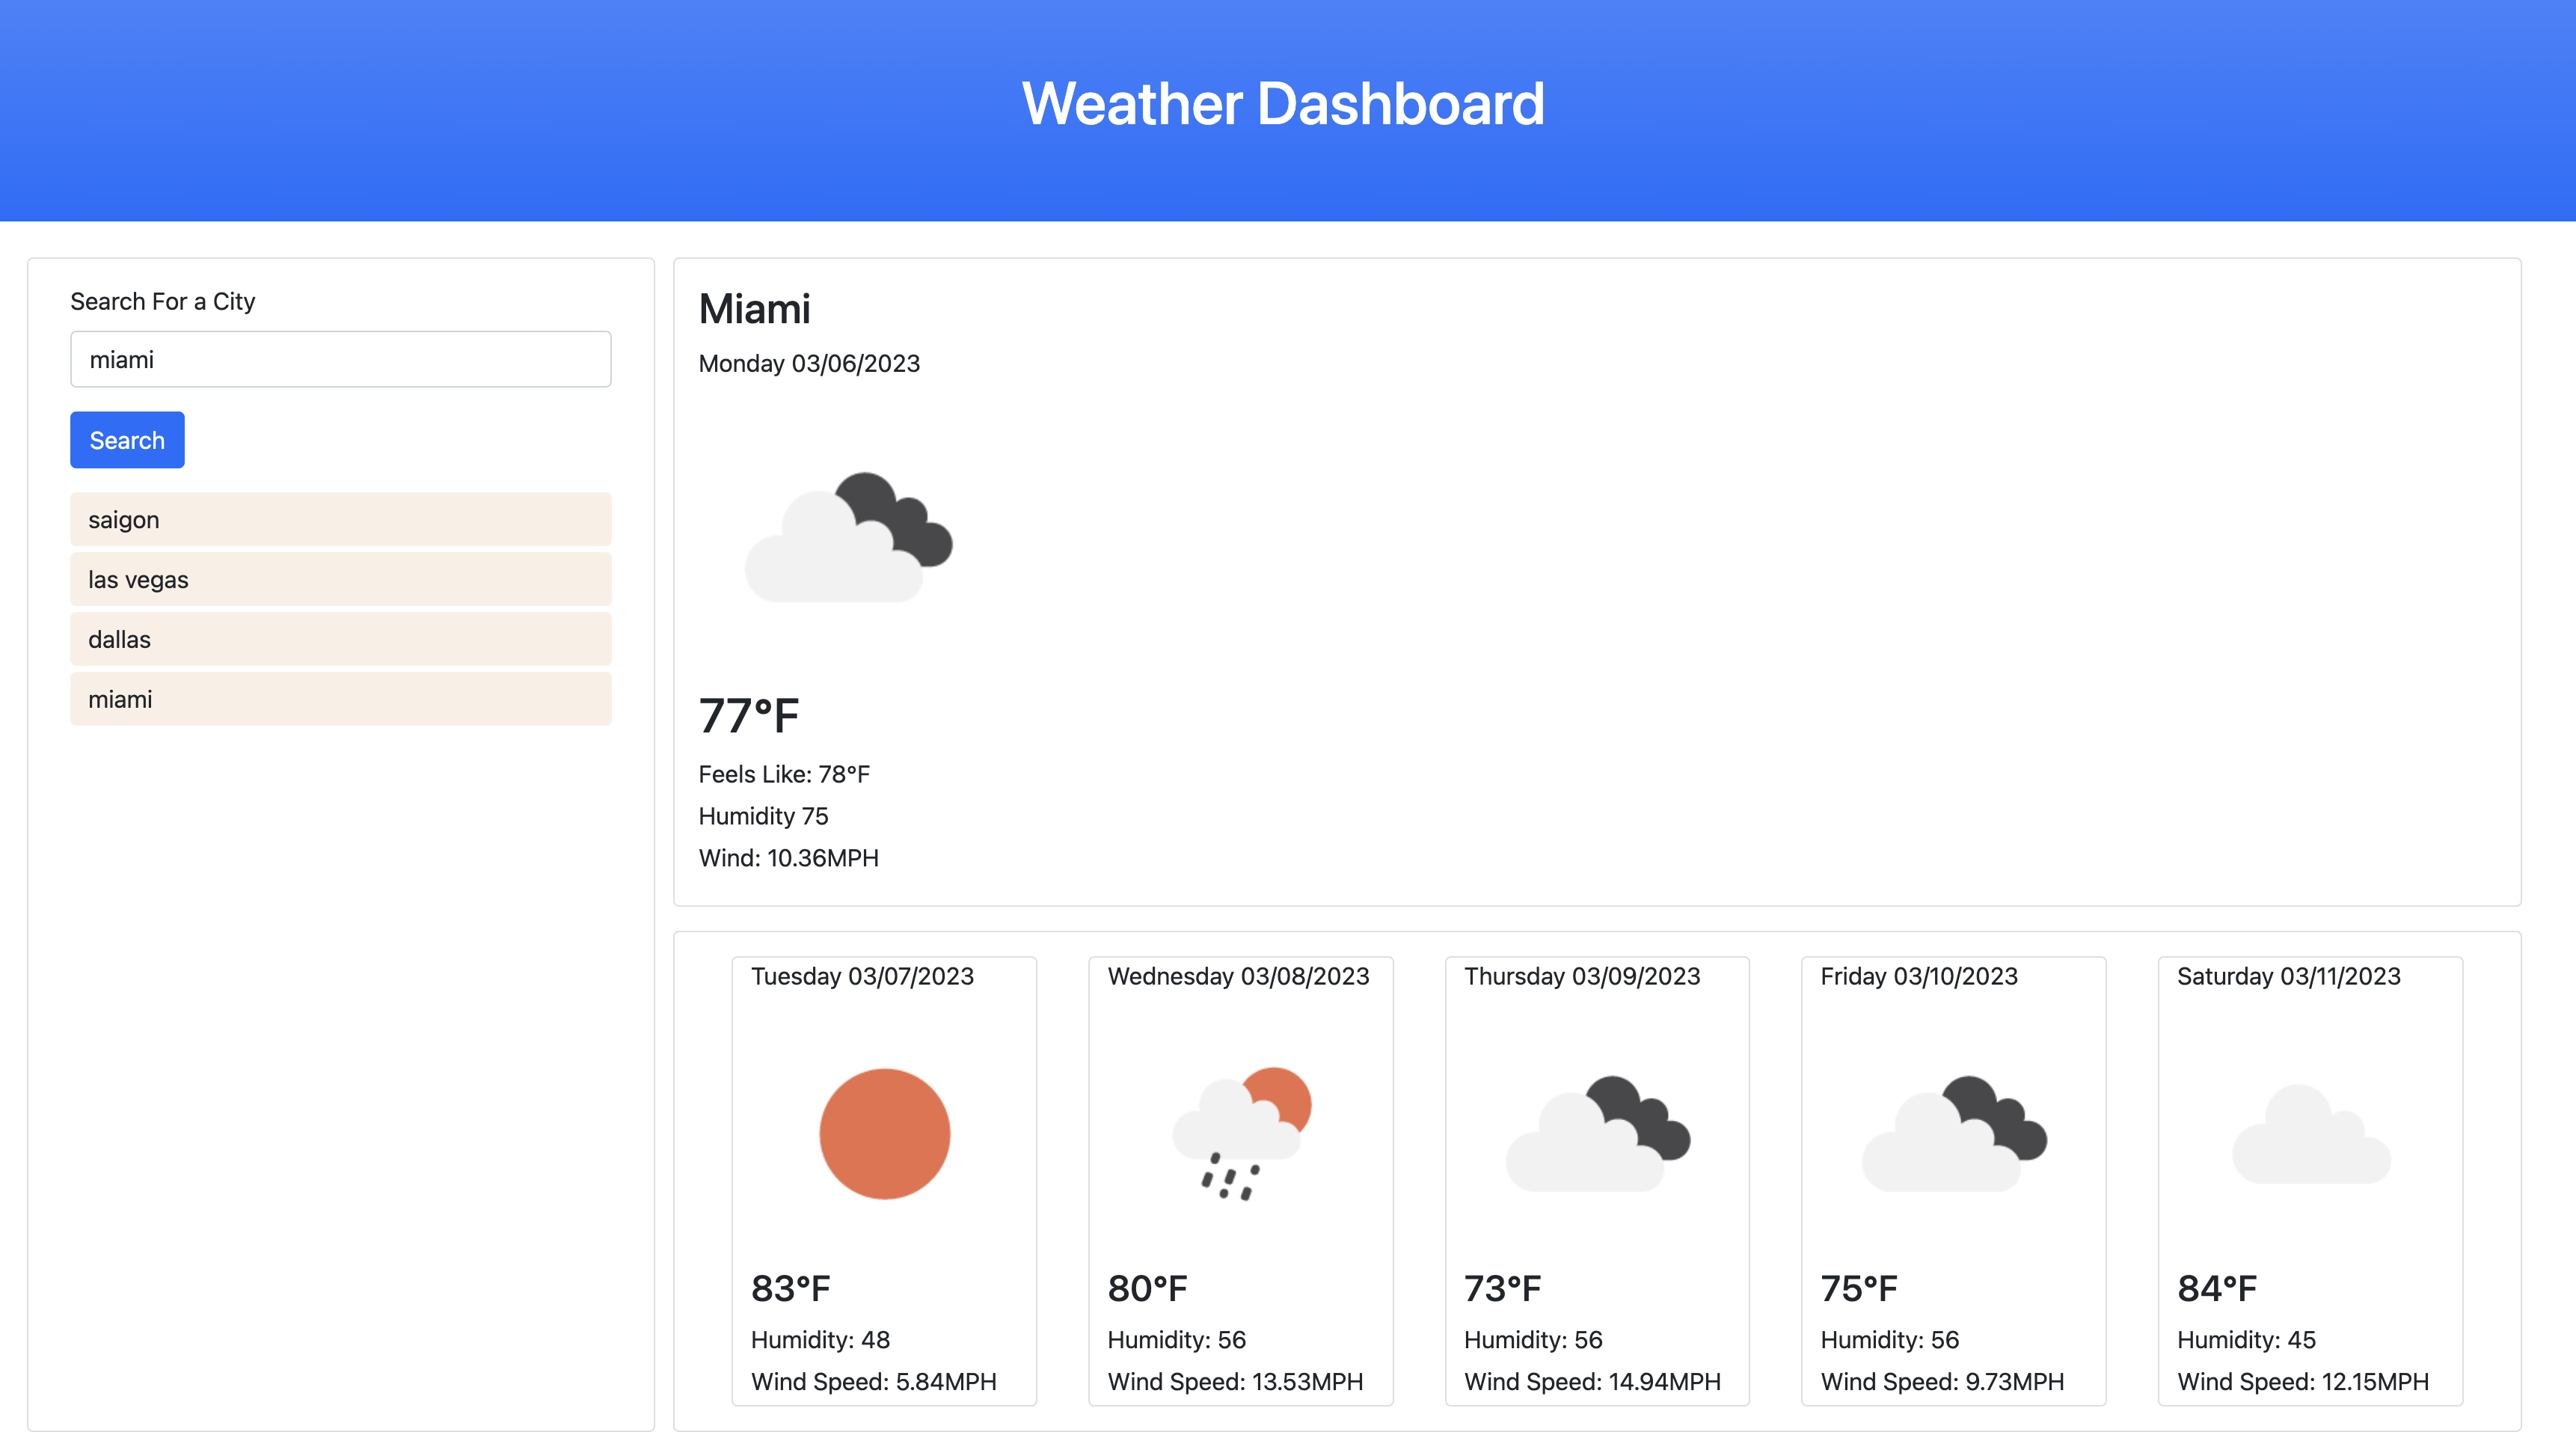 Weather Dashboard
Search For a City
miami
Search
saigon
las vegas
dallas
miami
Miami
Monday 03/06/2023
77°F
Feels Like: 78°F
Humidity 75
Wind: 10.36MPH
Tuesday 03/07/2023
83°F
Humidity: 48
Wind Speed: 5.84MPH
Wednesday 03/08/2023
80°F
Humidity: 56
Wind Speed: 13.53MPH
Thursday 03/09/2023
73°F
Humidity: 56
Wind Speed: 14.94MPH
Friday 03/10/2023
75°F
Humidity: 56
Wind Speed: 9.73MPH
Saturday 03/11/2023
84°F
Humidity: 45
Wind Speed: 12.15MPH